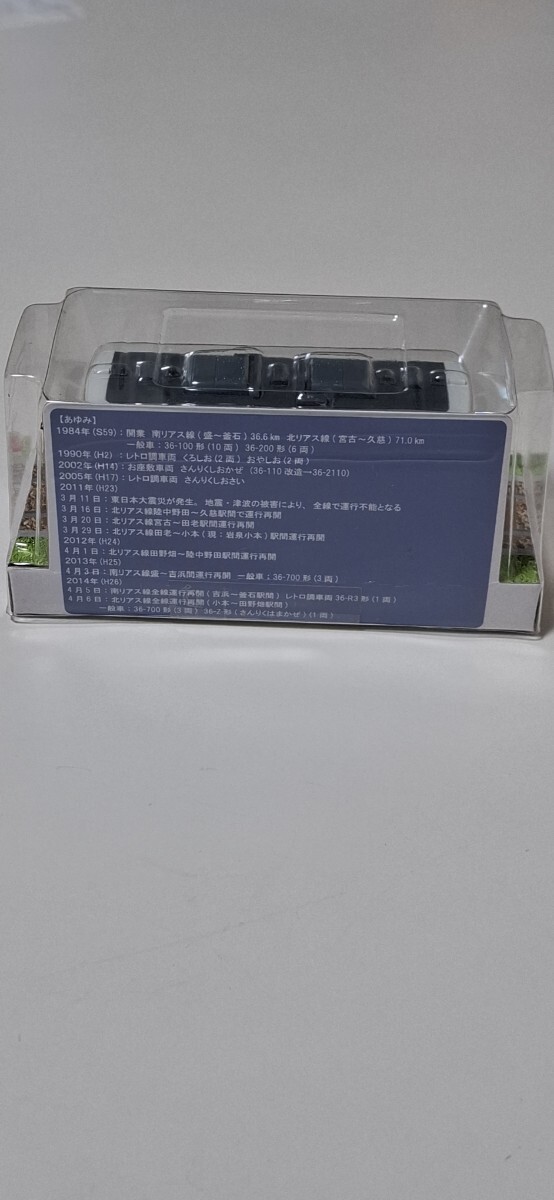 【あゆみ】
1984年(S59):開業 南リアス線(盛~釜石)36.6km 北リアス線(宮古~久慈)71.0km
一般車:36-100形(10両) 36-200形(6両)
1990年(H2):レトロ調車両 くろしお(2両) おやしお(2両)
2002年(H14):お座敷車両 さんりくしおかぜ (36-110 改造→36-2110)
2005年(H17):レトロ調車両 さんりくしおさい
2011年(H23)
3月11日:東日本大震災が発生。 地震・津波の被害により、 全線で運行不能となる
3月16日:北リアス線陸中野田~久慈駅間で運行再開
3月20日:北リアス線宮古~田老駅間運行再開
3月29日:北リアス線田老~小本(現:岩泉小本)駅間運行再開
2012年(H24)
4月1日:北リアス線田野畑~陸中野田駅間運行再開
2013年(H25)
4月3日:南リアス線盛~吉浜間運行再開 一般車:36-700形(3両)
2014年(H26)
4月5日:南リアス線全線運行再開(吉浜~釜石駅間) レトロ調車両36-R3形(1両)
4月6日:北リアス線全線運行再開(小本~田野畑駅間)
一般車:36-700形(3両) 36-Z形(さんりくはまかぜ)(1両)